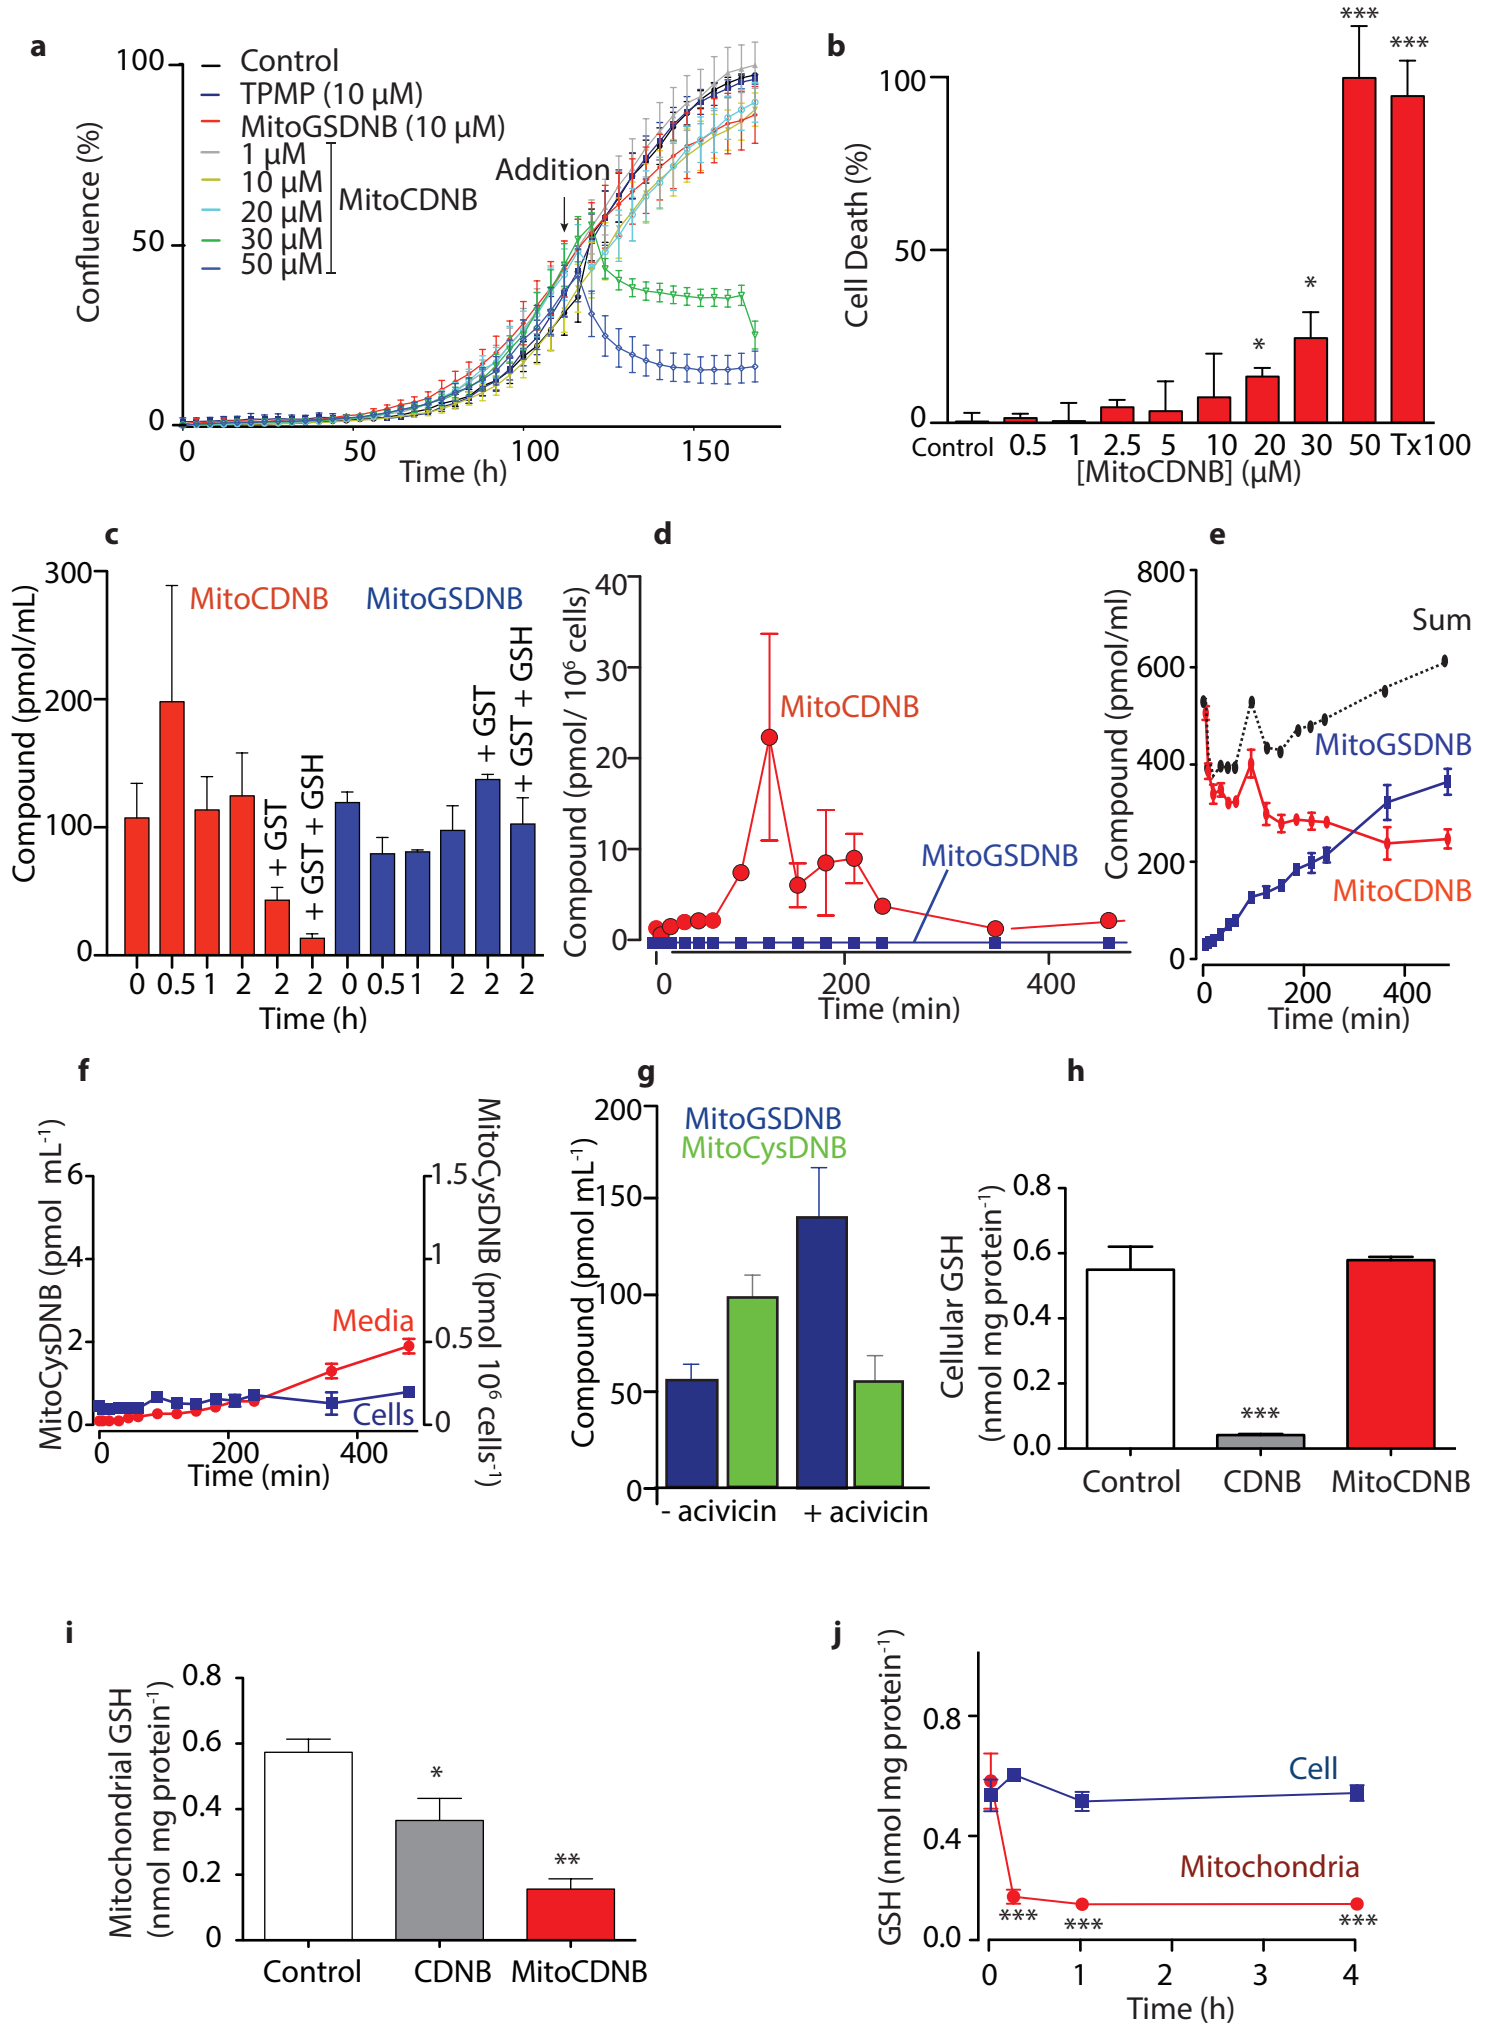 a
Confluence (%)
100
50
0
Control
TPMP (10 µM)
MitoGSDNB (10 µM)
1 µM
10 µM
20 µM
30 µM
50 µM
MitoCDNB
Addition
0
50
100
150
Time (h)
b
Cell Death (%)
100
50
0
*
*
***
***
Control 0.5 1 2.5 5 10 20 30 50 Tx100
[MitoCDNB] (µM)
c
Compound (pmol/mL)
300
200
100
0
MitoCDNB
MitoGSDNB
+ GST
+ GST + GSH
+ GST
+ GST + GSH
0 0.5 1 2 2 2 0 0.5 1 2 2 2
Time (h)
d
Compound (pmol/ 10⁶ cells)
40
30
20
10
0
MitoCDNB
MitoGSDNB
0 200 400
Time (min)
e
Compound (pmol/ml)
800
600
400
200
0
Sum
MitoGSDNB
MitoCDNB
0 200 400
Time (min)
f
MitoCysDNB (pmol mL⁻¹)
6
4
2
0
Media
Cells
1.5
1
0.5
0
MitoCysDNB (pmol 10⁶ cells⁻¹)
0 200 400
Time (min)
g
Compound (pmol mL⁻¹)
200
150
100
50
0
MitoGSDNB
MitoCysDNB
- acivicin + acivicin
h
Cellular GSH
(nmol mg protein⁻¹)
0.8
0.6
0.4
0.2
0.0
***
Control CDNB MitoCDNB
i
Mitochondrial GSH
(nmol mg protein⁻¹)
0.8
0.6
0.4
0.2
0
*
**
Control CDNB MitoCDNB
j
GSH (nmol mg protein⁻¹)
0.8
0.4
0.0
Cell
Mitochondria
***
***
***
0 1 2 3 4
Time (h)